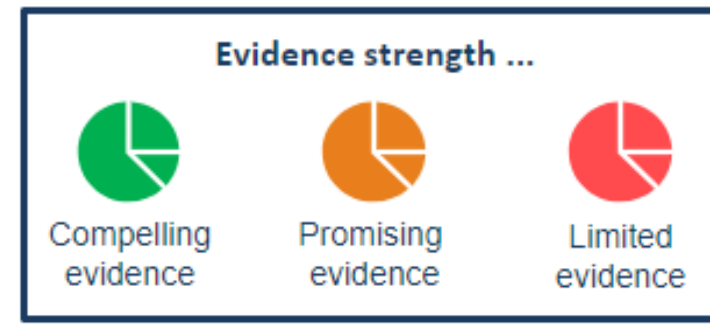 Evidence strength ...
Compelling
evidence
Promising
evidence
Limited
evidence